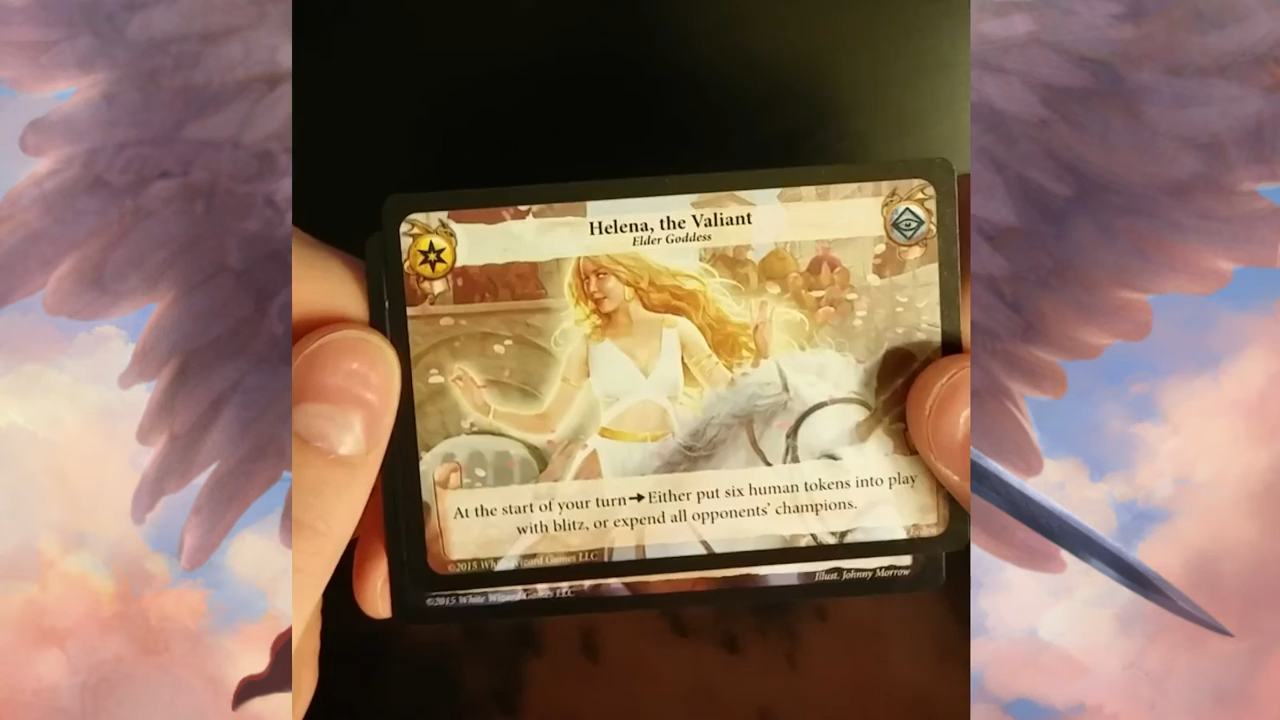 Helena, the Valiant
Elder Goddess
At the start of your turn➔Either put six human tokens into play
with blitz, or expend all opponents' champions.
©2015 White Wizard Games LLC
Illust. Johnny Morrow
©2015 White Wizard Games LLC